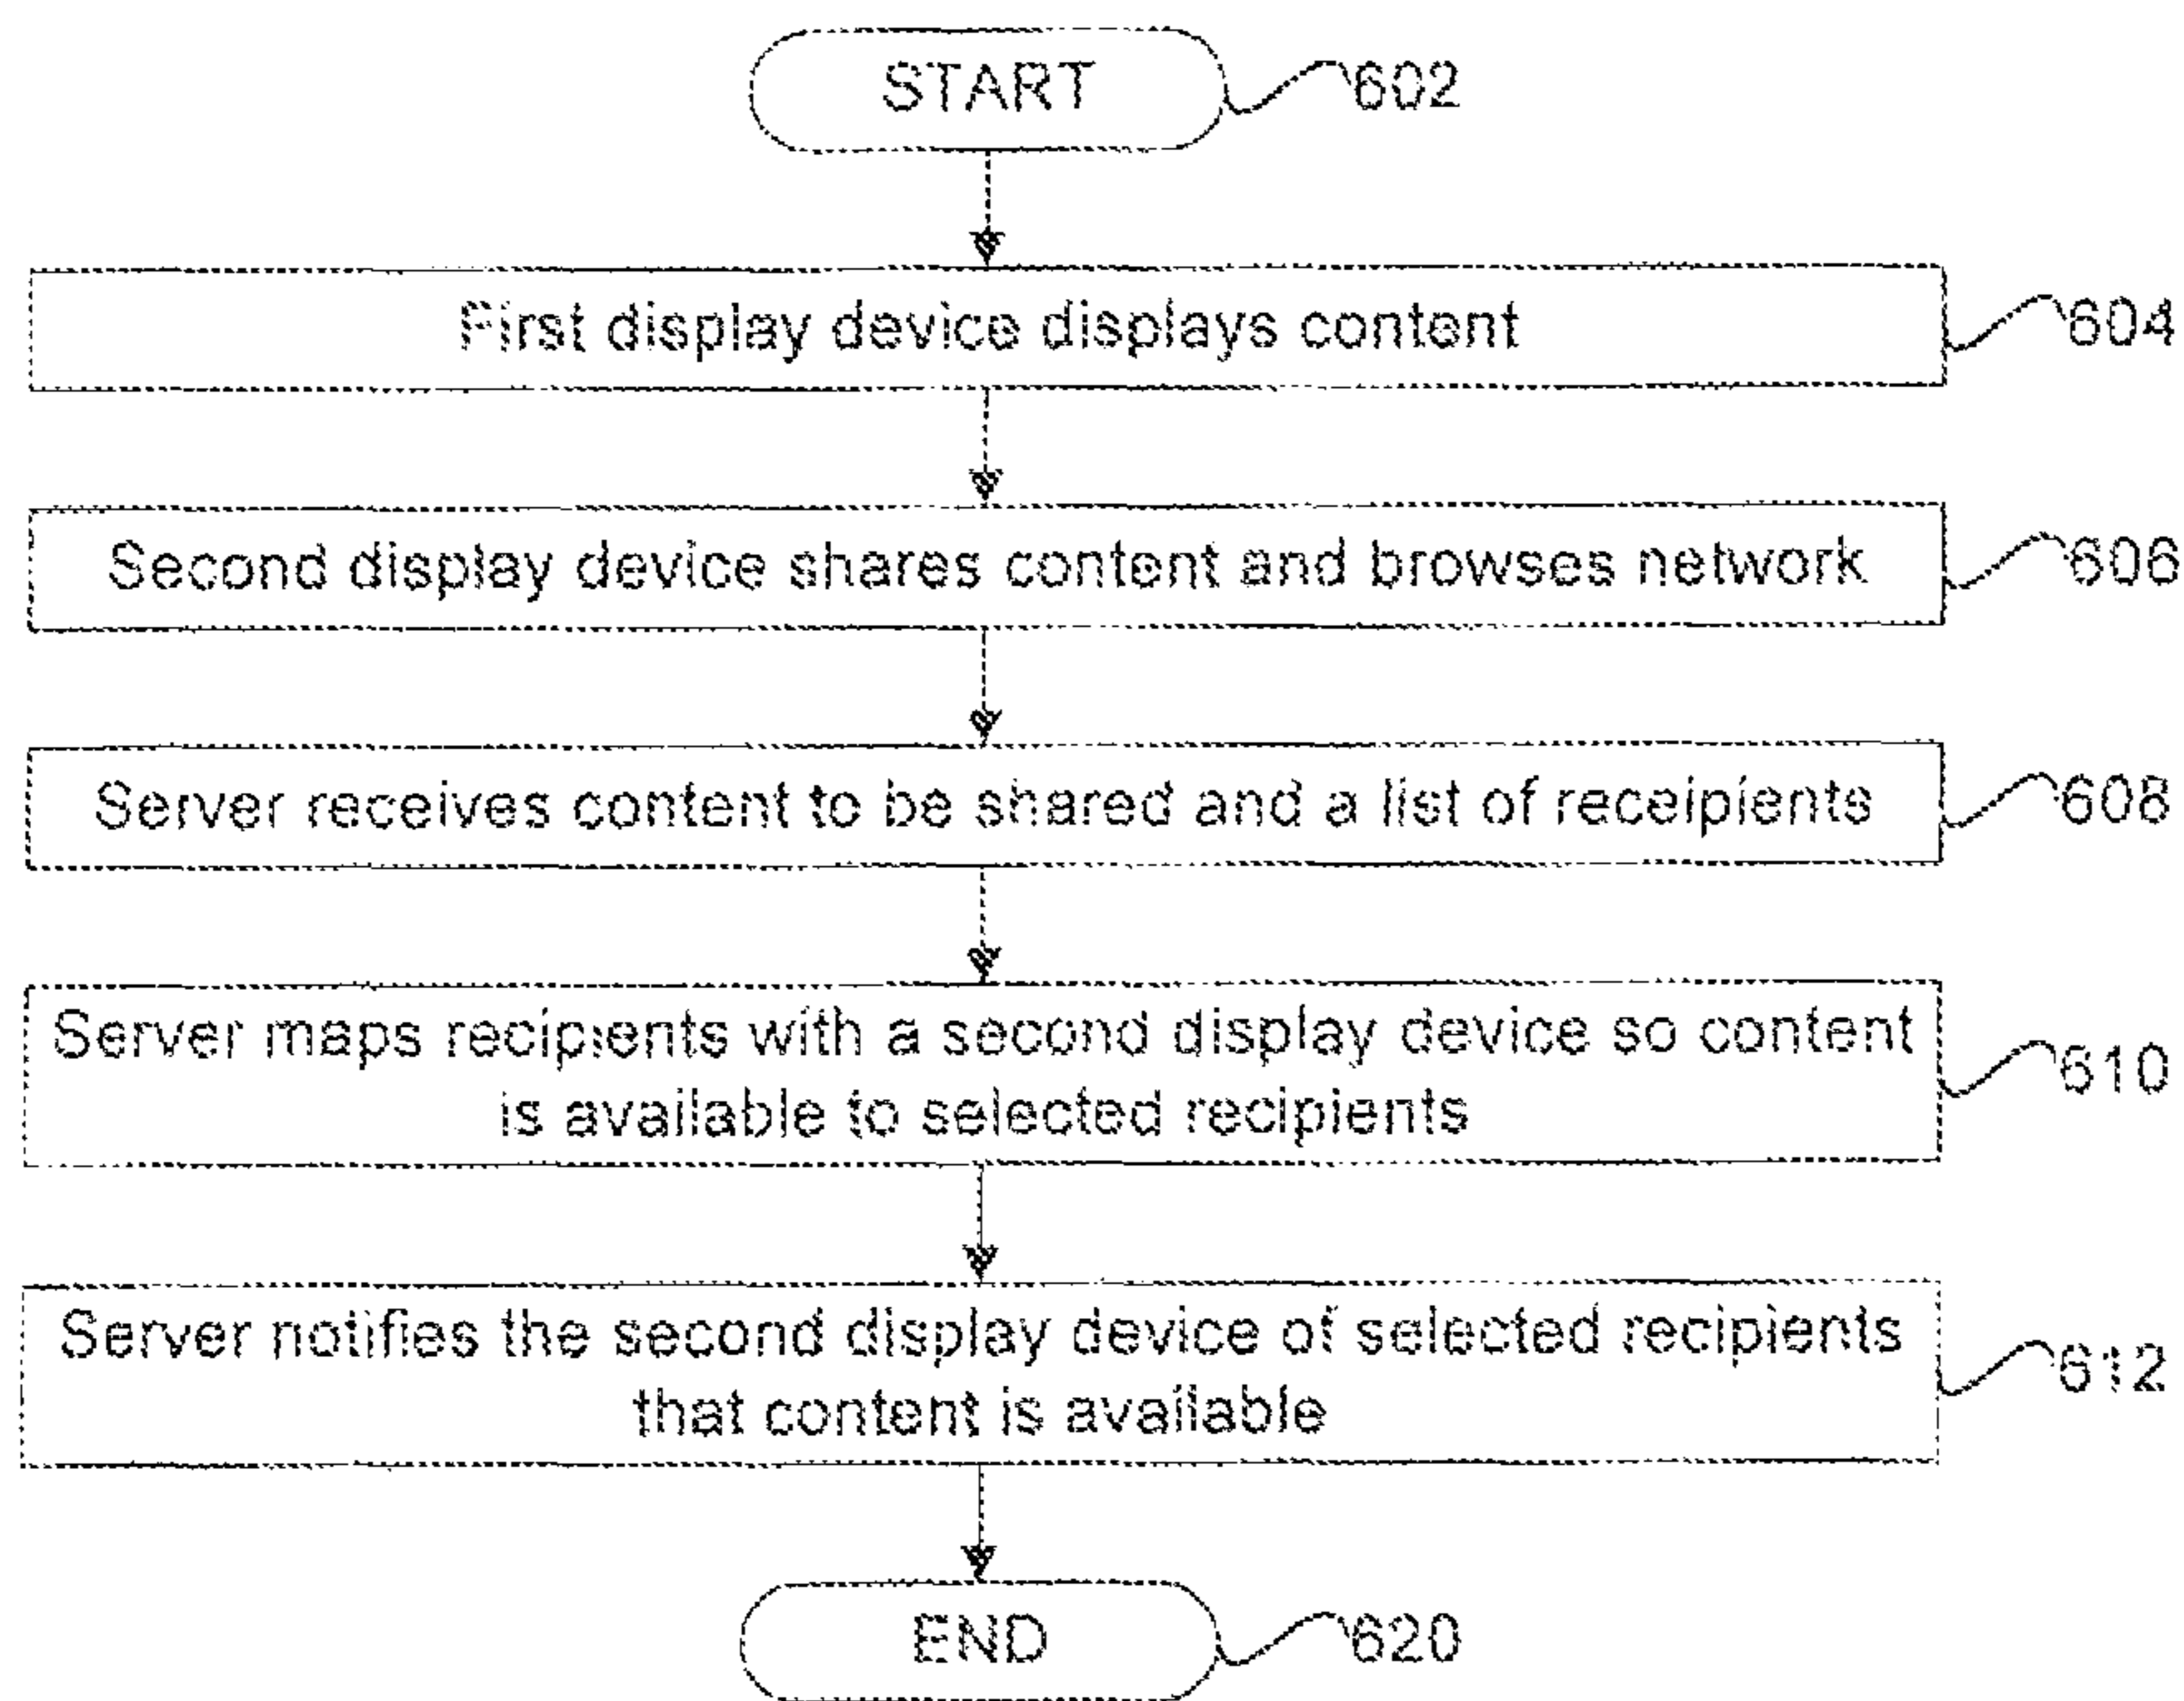 START 602
First display device displays content 604
Second display device shares content and browses network 606
Server receives content to be shared and a list of receipients 608
Server maps recipients with a second display device so content
is available to selected recipients 610
Server notifies the second display device of selected recipients
that content is available 612
END 620